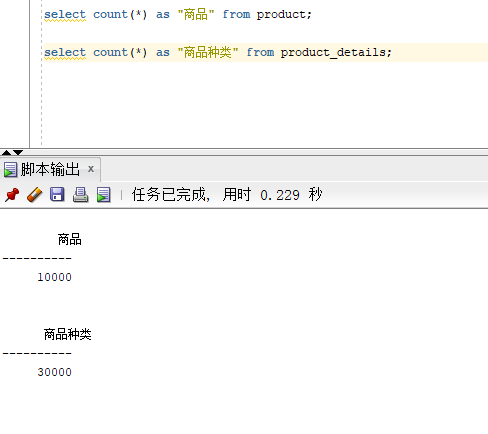 select count(*) as "商品" from product;
select count(*) as "商品种类" from product_details;
脚本输出 x
任务已完成, 用时 0.229 秒
商品
----------
10000
商品种类
----------
30000